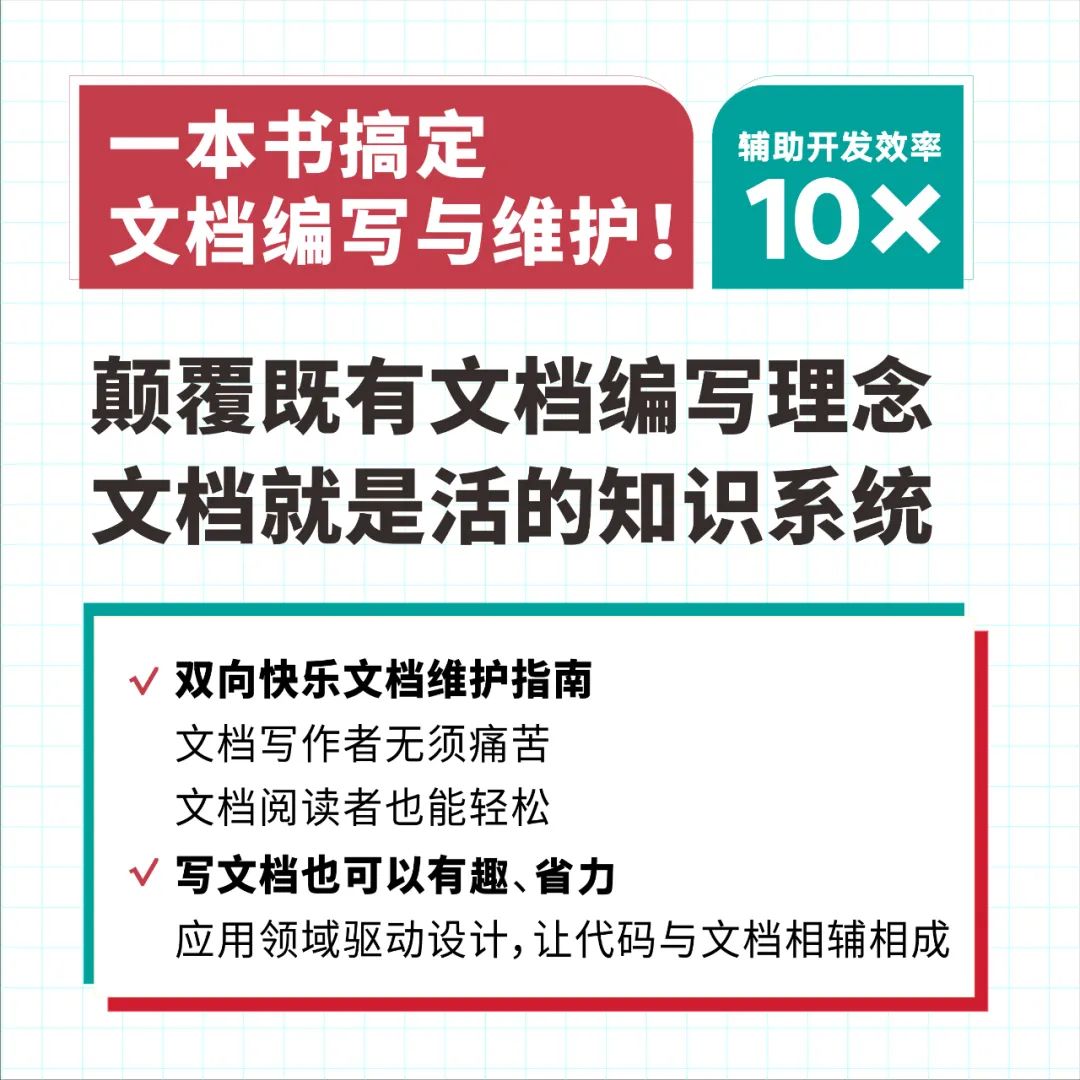 一本书搞定
文档编写与维护！
辅助开发效率
10×
颠覆既有文档编写理念
文档就是活的知识系统
✓ 双向快乐文档维护指南
文档写作者无须痛苦
文档阅读者也能轻松
✓ 写文档也可以有趣、省力
应用领域驱动设计，让代码与文档相辅相成